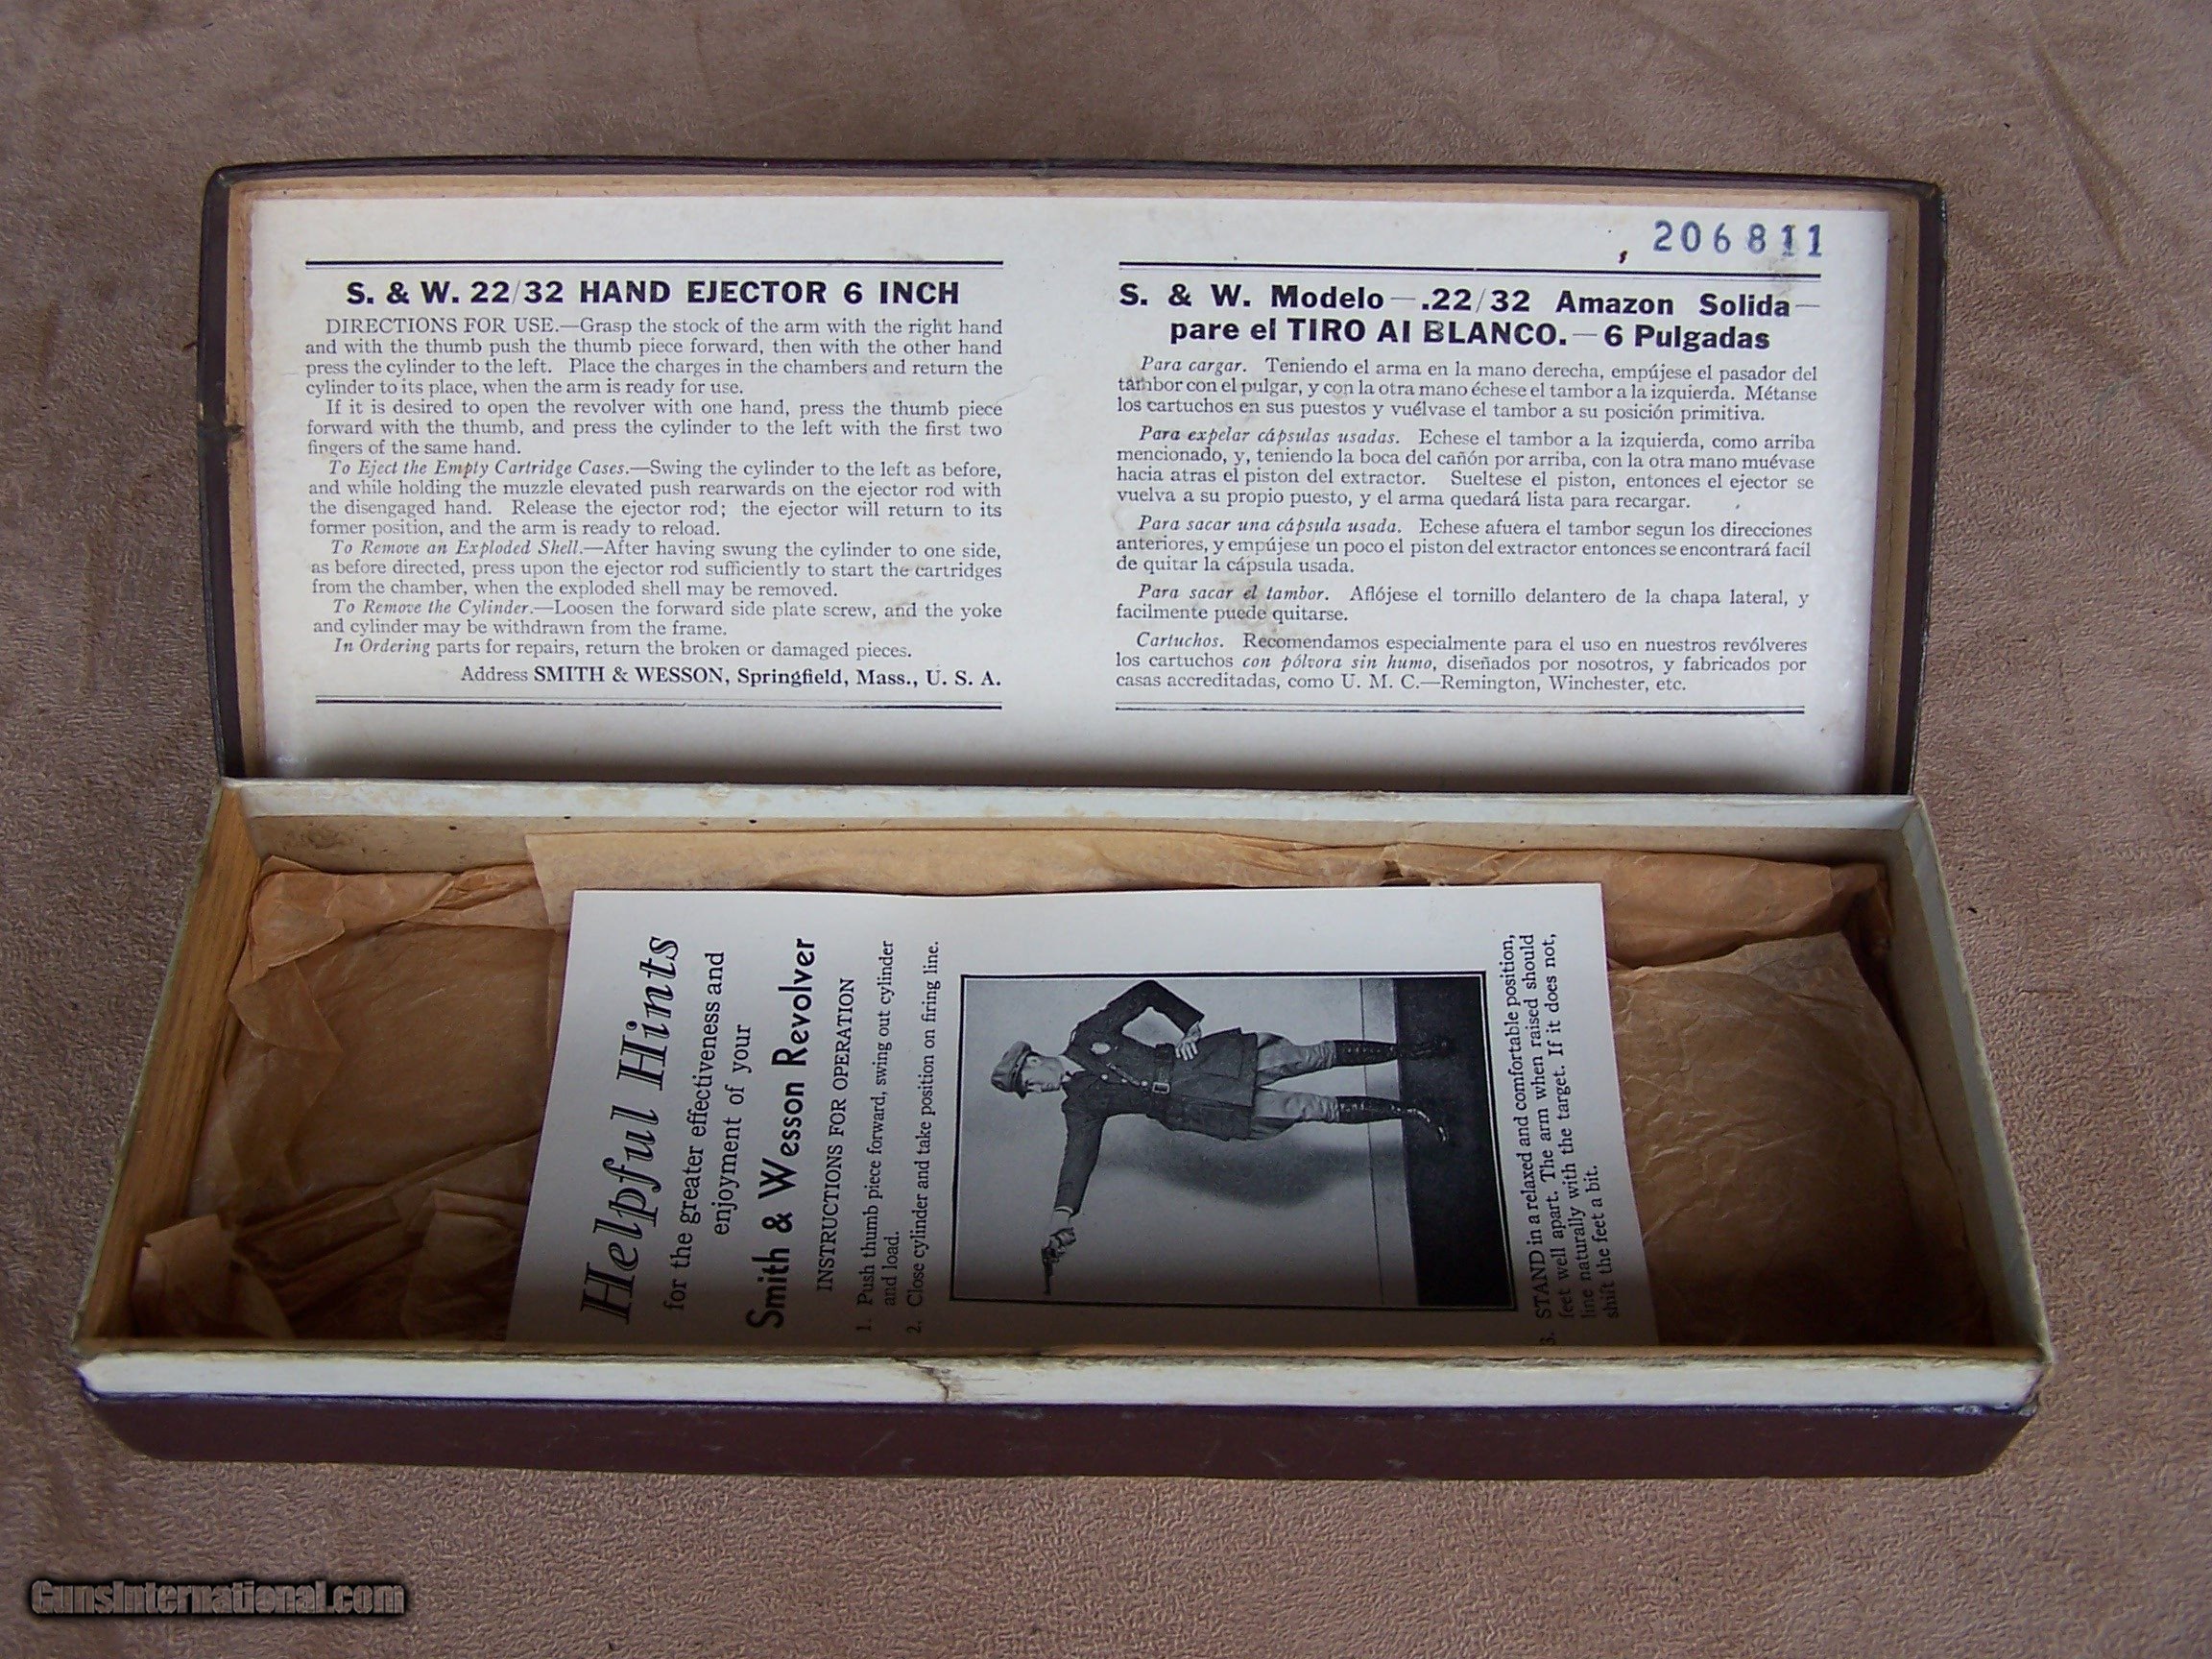 206811
S. & W. 22/32 HAND EJECTOR 6 INCH
DIRECTIONS FOR USE.—Grasp the stock of the arm with the right hand
and with the thumb push the thumb piece forward, then with the other hand
press the cylinder to the left. Place the charges in the chambers and return the
cylinder to its place, when the arm is ready for use.
If it is desired to open the revolver with one hand, press the thumb piece
forward with the thumb, and press the cylinder to the left with the first two
fingers of the same hand.
To Eject the Empty Cartridge Cases.—Swing the cylinder to the left as before,
and while holding the muzzle elevated push rearwards on the ejector rod with
the disengaged hand. Release the ejector rod; the ejector will return to its
former position, and the arm is ready to reload.
To Remove an Exploded Shell.—After having swung the cylinder to one side,
as before directed, press upon the ejector rod sufficiently to start the cartridges
from the chamber, when the exploded shell may be removed.
To Remove the Cylinder.—Loosen the forward side plate screw, and the yoke
and cylinder may be withdrawn from the frame.
In Ordering parts for repairs, return the broken or damaged pieces.
Address SMITH & WESSON, Springfield, Mass., U. S. A.
S. & W. Modelo—.22/32 Amazon Solida—
pare el TIRO Al BLANCO.—6 Pulgadas
Para cargar. Teniendo el arma en la mano derecha, empújese el pasador del
tambor con el pulgar, y con la otra mano échese el tambor a la izquierda. Métanse
los cartuchos en sus puestos y vuélvase el tambor a su posición primitiva.
Para expelar cápsulas usadas. Echese el tambor a la izquierda, como arriba
mencionado, y, teniendo la boca del cañón por arriba, con la otra mano muévase
hacia atras el piston del extractor. Sueltese el piston, entonces el ejector se
vuelva a su propio puesto, y el arma quedará lista para recargar.
Para sacar una cápsula usada. Echese afuera el tambor segun los direcciones
anteriores, y empújese un poco el piston del extractor entonces se encontrará facil
de quitar la cápsula usada.
Para sacar el tambor. Aflójese el tornillo delantero de la chapa lateral, y
facilmente puede quitarse.
Cartuchos. Recomendamos especialmente para el uso en nuestros revólveres
los cartuchos con pólvora sin humo, diseñados por nosotros, y fabricados por
casas accreditadas, como U. M. C.—Remington, Winchester, etc.
Helpful Hints
for the greater effectiveness and
enjoyment of your
Smith & Wesson Revolver
INSTRUCTIONS FOR OPERATION
1. Push thumb piece forward, swing out cylinder
and load.
2. Close cylinder and take position on firing line.
3. STAND in a relaxed and comfortable position,
feet well apart. The arm when raised should
line naturally with the target. If it does not,
shift the feet a bit.
GunsInternational.com